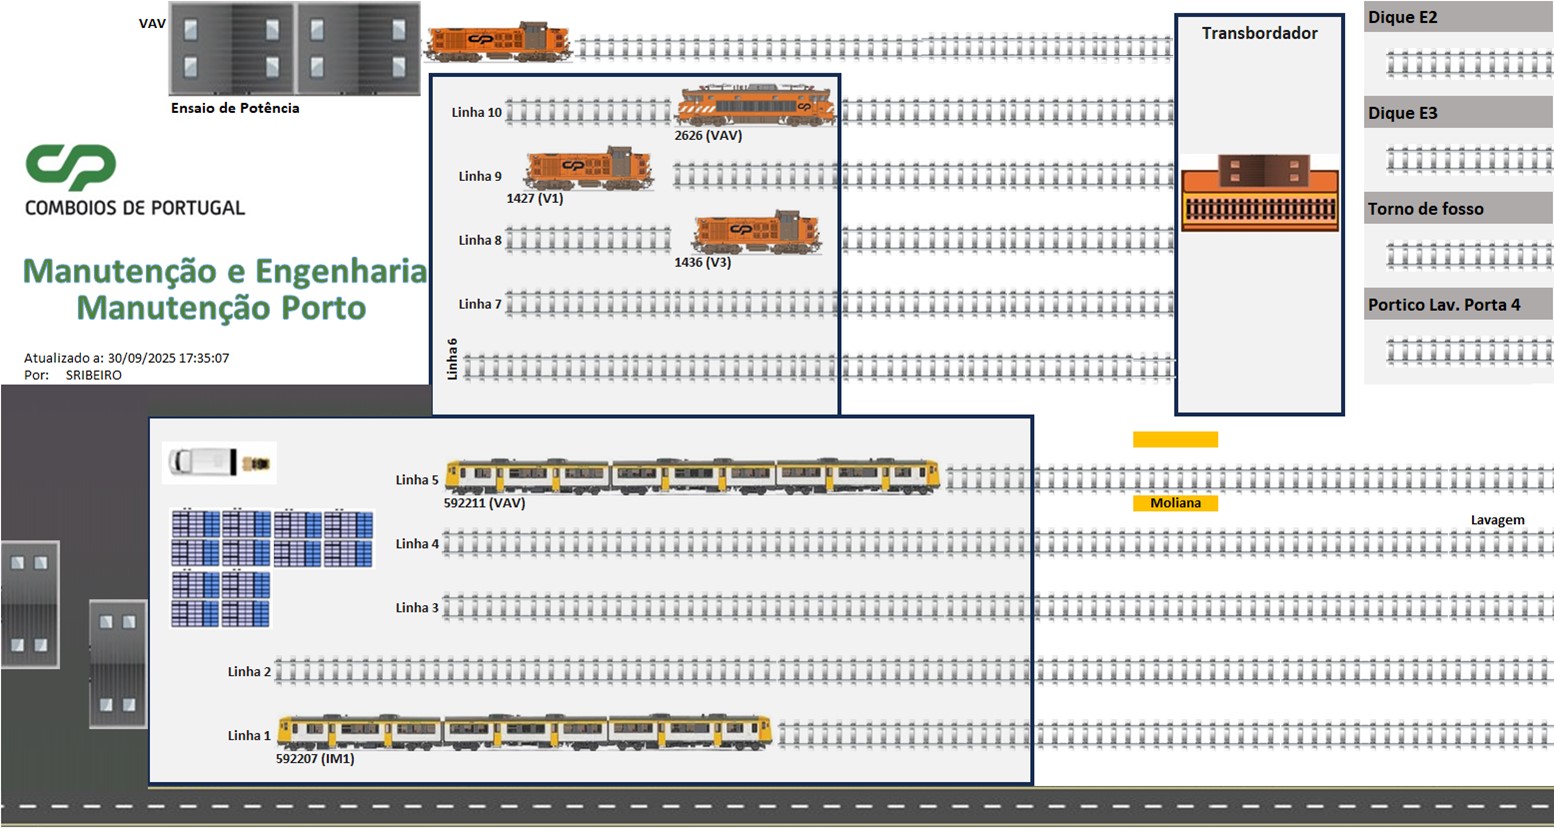 VAV
Ensaio de Potência
CP
COMBOIOS DE PORTUGAL
Manutenção e Engenharia
Manutenção Porto
Atualizado a: 30/09/2025 17:35:07
Por: SRIBEIRO
Linha 10
2626 (VAV)
Linha 9
1427 (V1)
Linha 8
1436 (V3)
Linha 7
Linha6
Transbordador
Dique E2
Dique E3
Torno de fosso
Portico Lav. Porta 4
Linha 5
592211 (VAV)
Moliana
Lavagem
Linha 4
Linha 3
Linha 2
Linha 1
592207 (IM1)